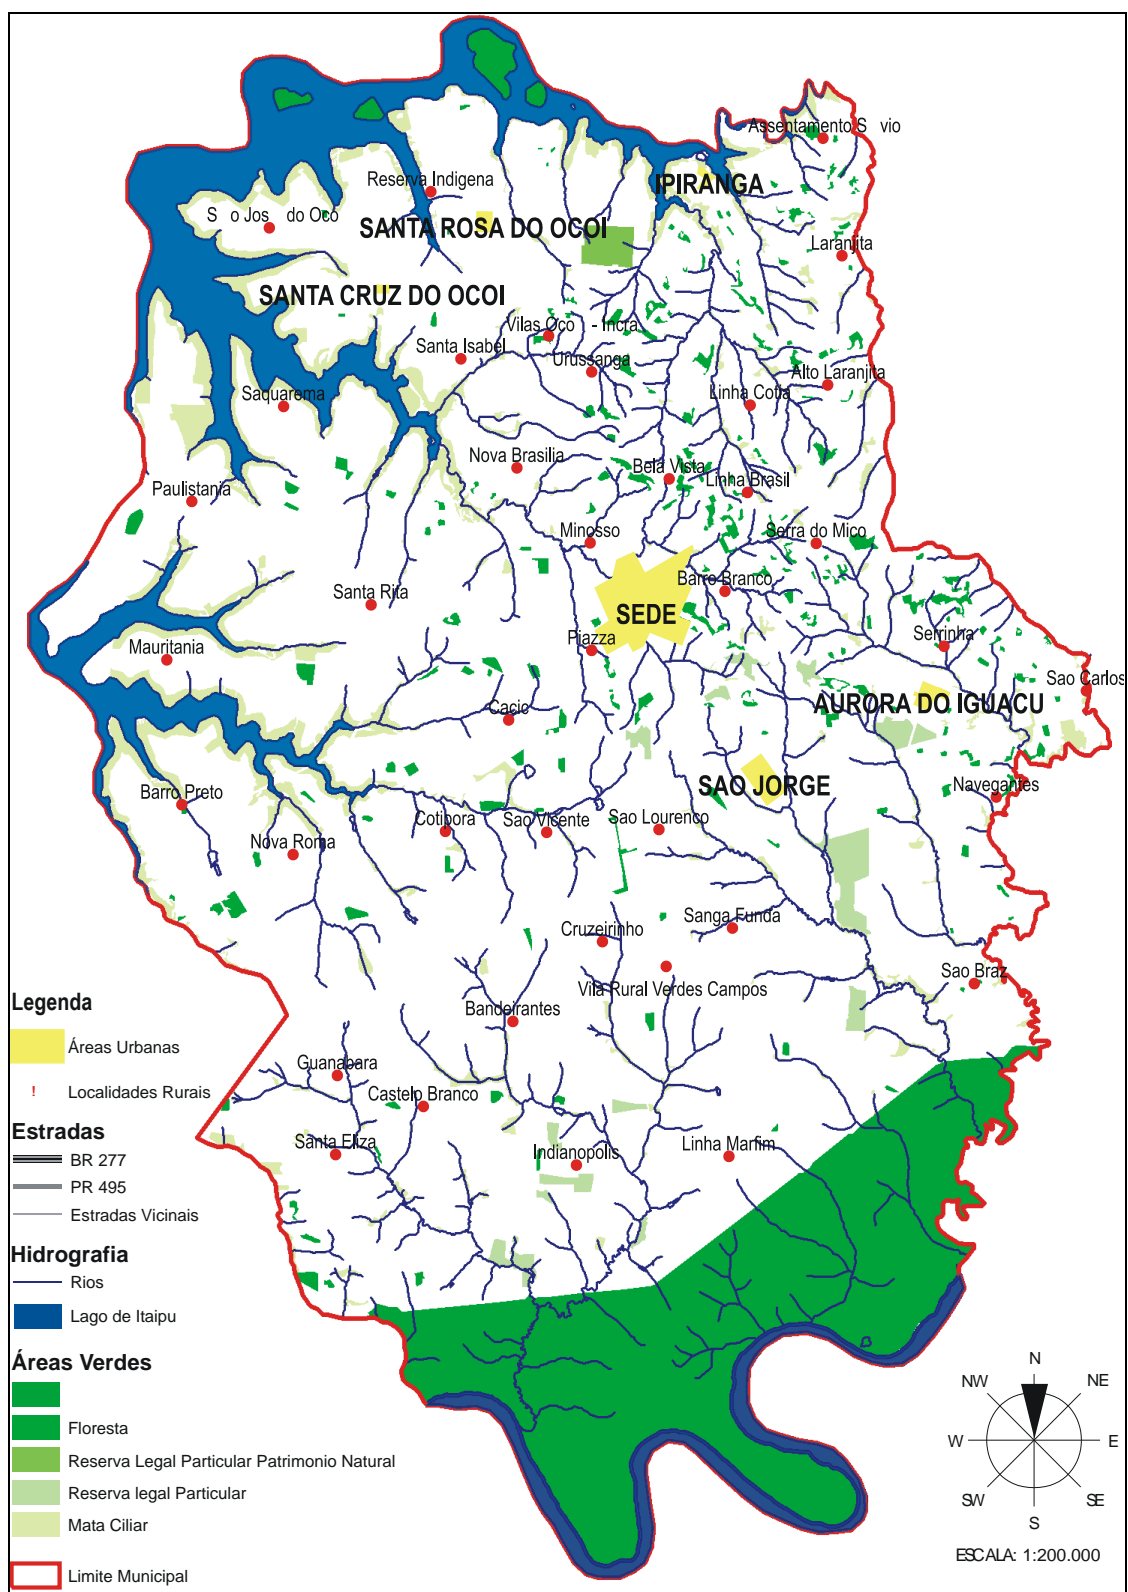 Assentamento S vio
IPIRANGA
Reserva Indigena
S o Jos do Oco
SANTA ROSA DO OCOI
Laranjita
SANTA CRUZ DO OCOI
Vilas Oco - Incra
Santa Isabel
Urussanga
Alto Laranjita
Saquarema
Linha Cotia
Nova Brasilia
Bela Vista
Linha Brasil
Paulistania
Minosso
Serra do Mico
Barro Branco
Santa Rita
SEDE
Piazza
Serrinha
Mauritania
Sao Carlos
AURORA DO IGUACU
Cacic
SAO JORGE
Navegantes
Barro Preto
Cotipora
Sao Vicente
Sao Lourenco
Nova Roma
Sanga Funda
Cruzeirinho
Sao Braz
Vila Rural Verdes Campos
Bandeirantes
Guanabara
Castelo Branco
Santa Eliza
Indianopolis
Linha Marfim
Legenda
Áreas Urbanas
! Localidades Rurais
Estradas
BR 277
PR 495
Estradas Vicinais
Hidrografia
Rios
Lago de Itaipu
Áreas Verdes
Floresta
Reserva Legal Particular Patrimonio Natural
Reserva legal Particular
Mata Ciliar
Limite Municipal
N
NW NE
W E
SW SE
S
ESCALA: 1:200.000